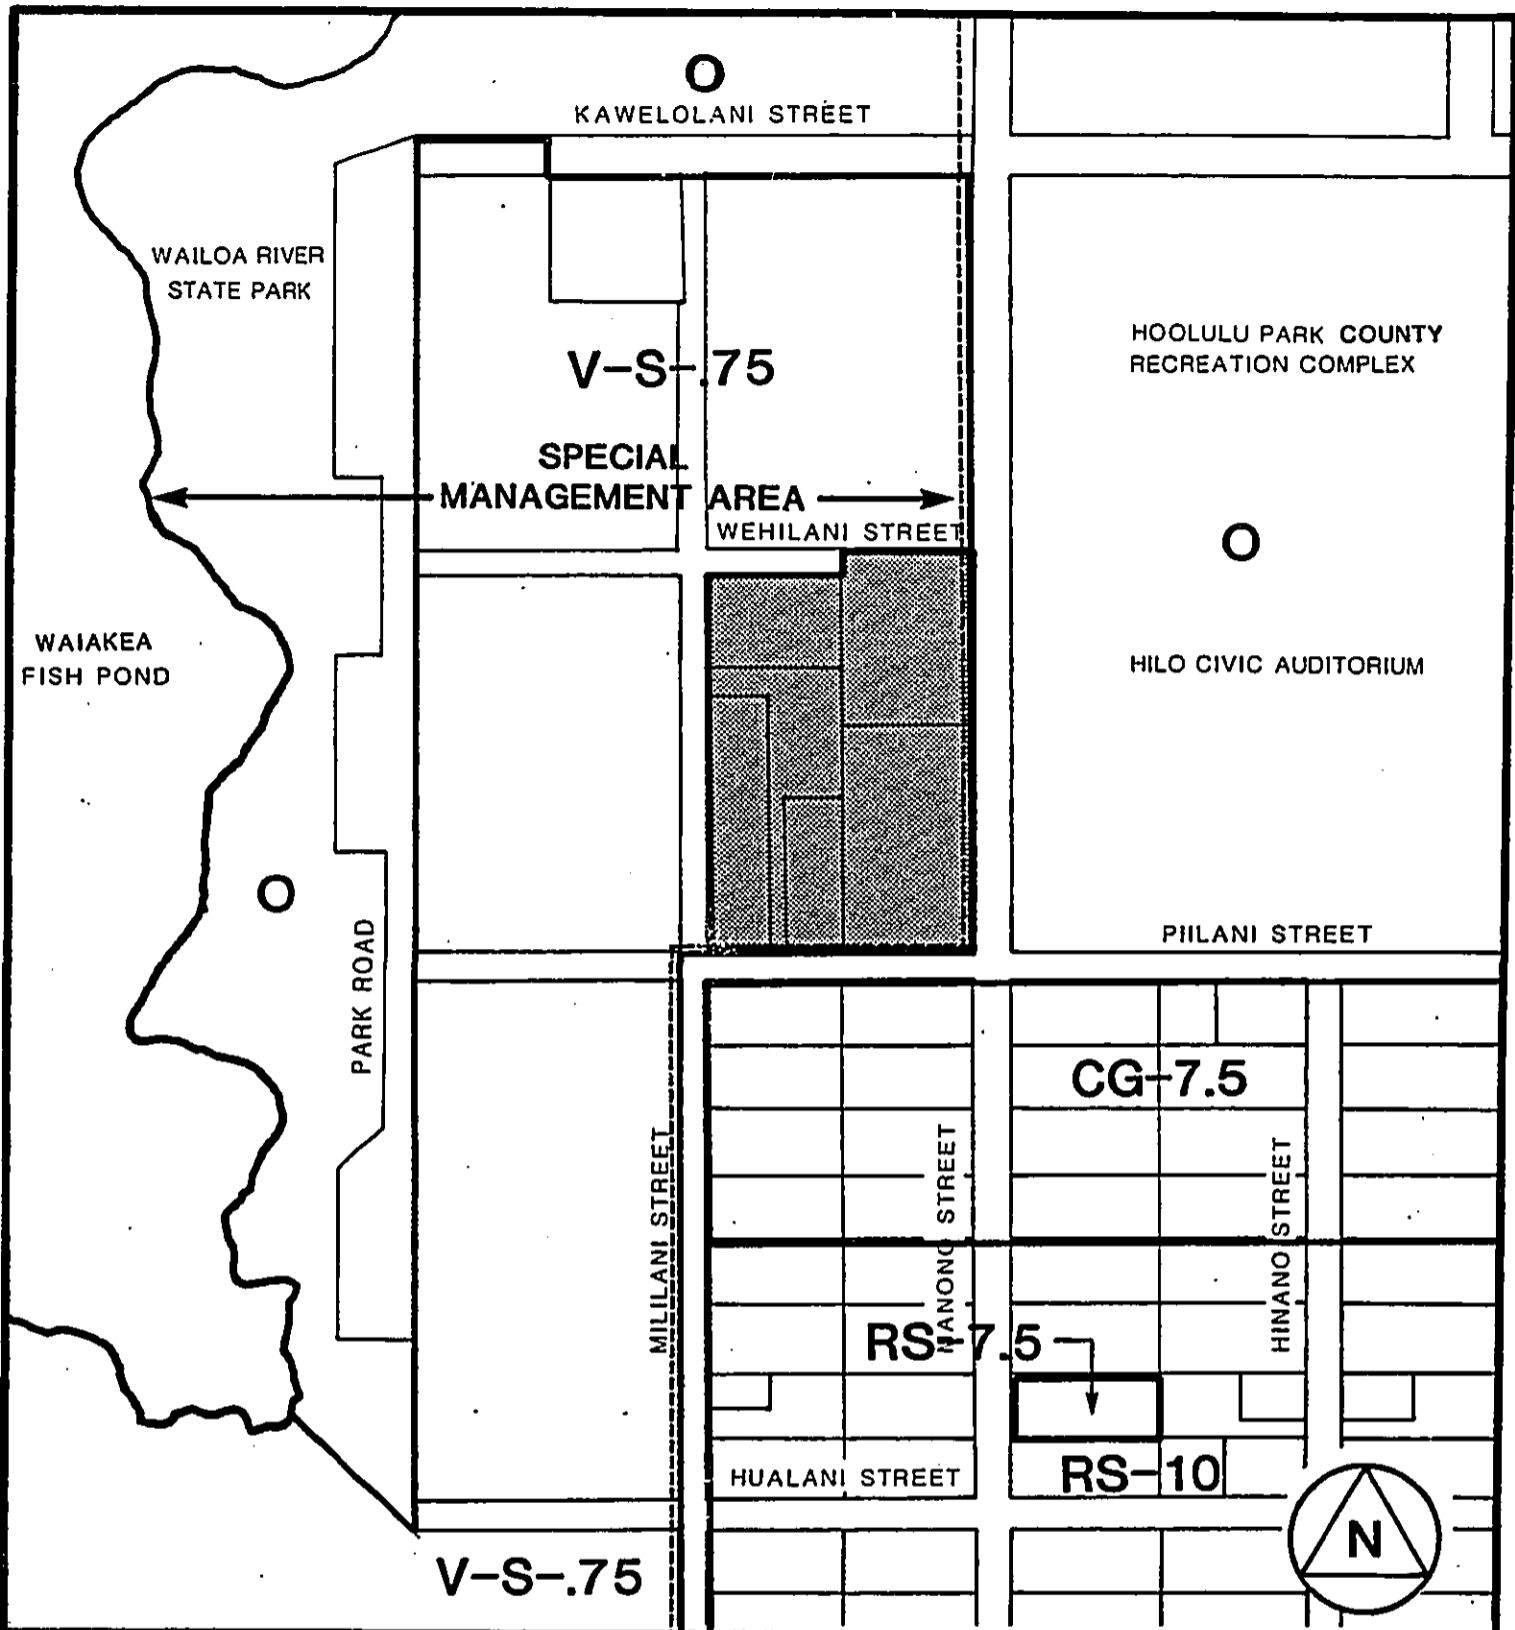 O
KAWELOLANI STREET
WAILOA RIVER
STATE PARK
HOOLULU PARK COUNTY
RECREATION COMPLEX
V-S-.75
SPECIAL
MANAGEMENT AREA
WEHILANI STREET
O
WAIAKEA
FISH POND
HILO CIVIC AUDITORIUM
O
PARK ROAD
PIILANI STREET
CG-7.5
MILILANI STREET
MANONO STREET
HINANO STREET
RS-7.5
HUALANI STREET
RS-10
N
V-S-.75